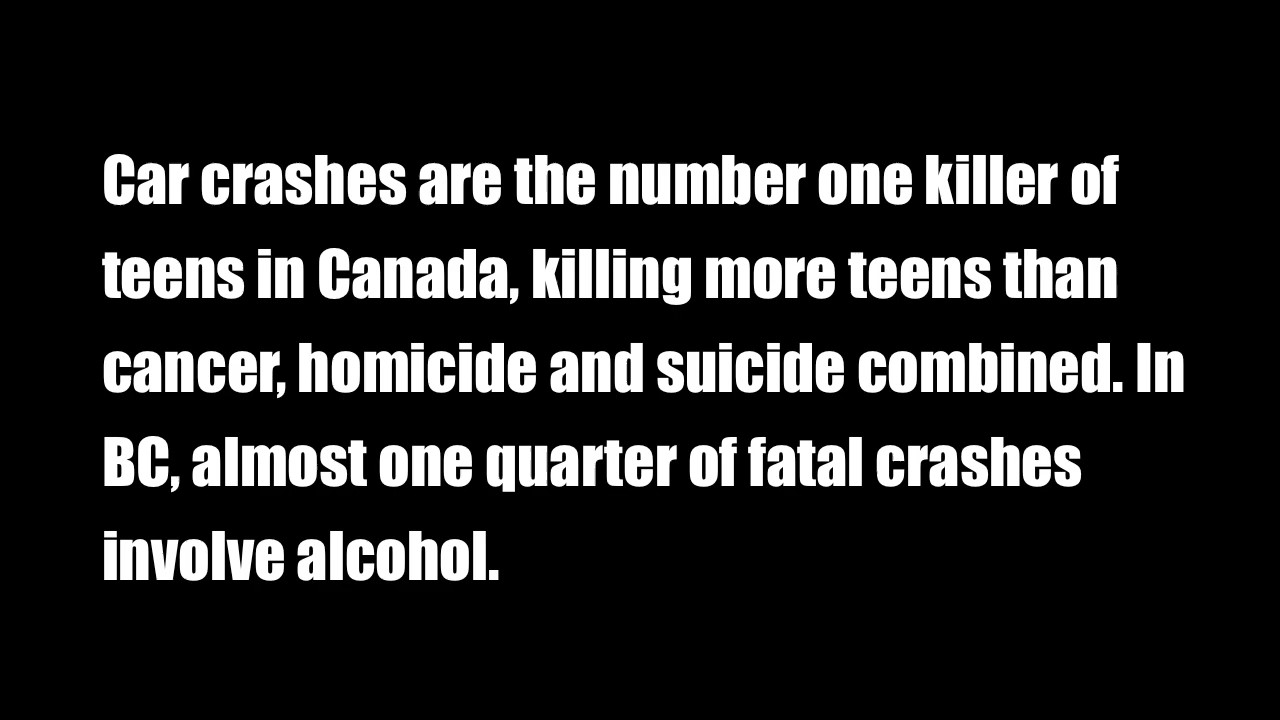 Car crashes are the number one killer of
teens in Canada, killing more teens than
cancer, homicide and suicide combined. In
BC, almost one quarter of fatal crashes
involve alcohol.